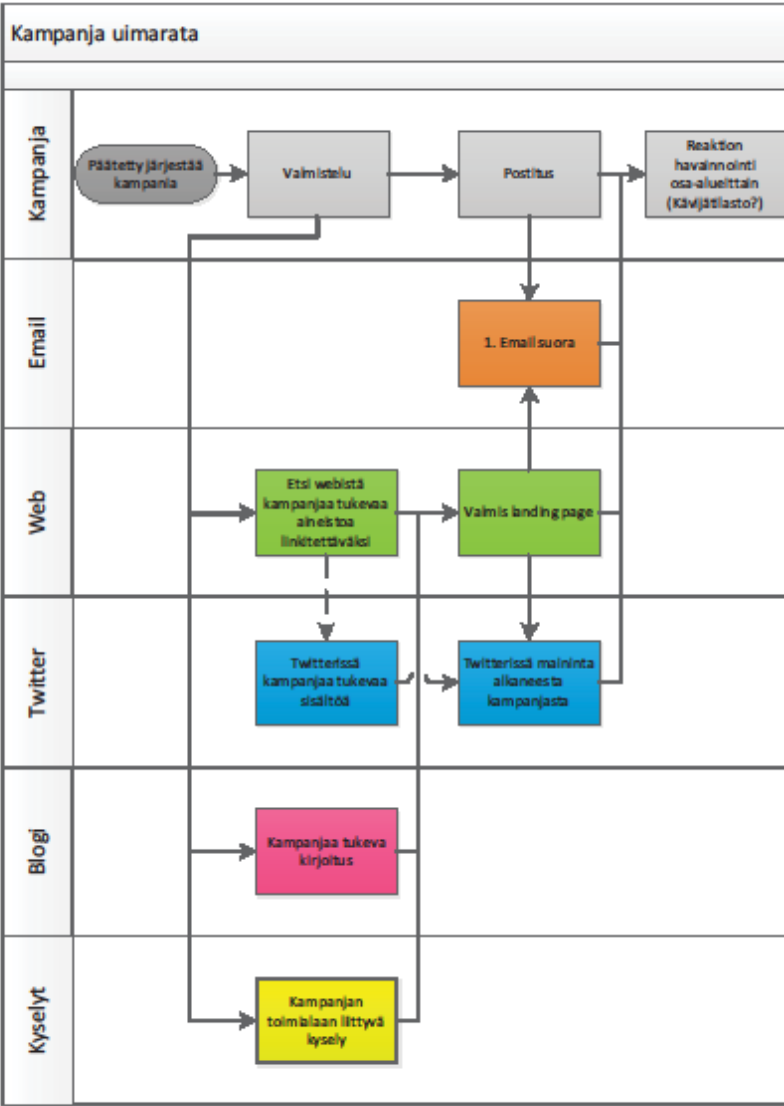 Kampanja uimarata
Kampanja
Päätetty järjestää
kampania
Valmistelu
Postitus
Reaktion
havainnointi
osa-alueittain
(Kävijätilasto?)
Email
1. Email suora
Web
Etsi webistä
kampanjaa tukevaa
aineistoa
linkitettäväksi
Valmis landing page
Twitter
Twitterissä
kampanjaa tukevaa
sisältöä
Twitterissä maininta
alkaneesta
kampanjasta
Blogi
Kampanjaa tukeva
kirjoitus
Kyselyt
Kampanjan
toimialaan liittyvä
kysely